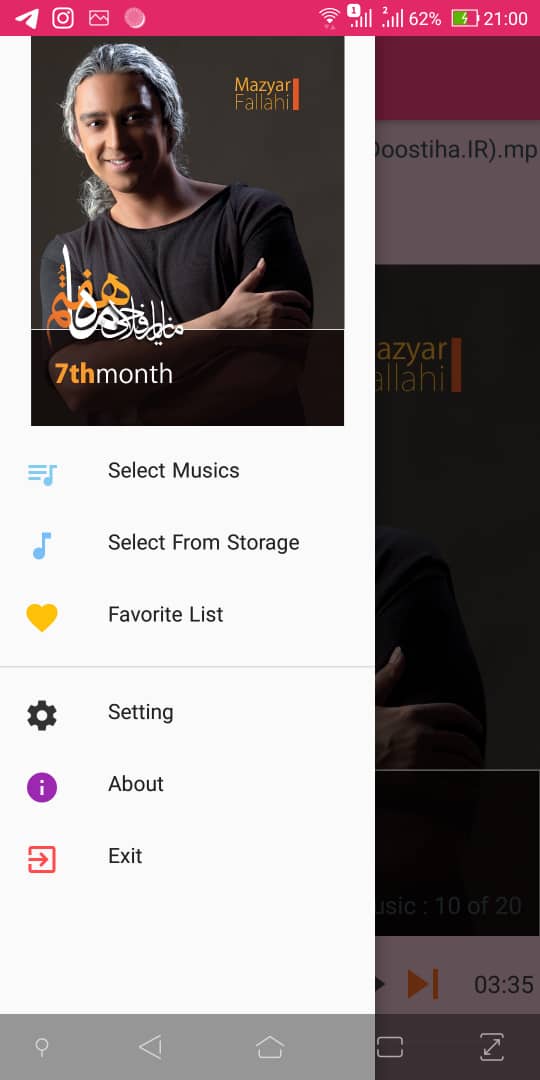 1
2
62%
21:00
Mazyar
Fallahi
هفتم
ماه
مازیار فلاحی
7thmonth
Doostiha.IR).mp
azyar
allahi
Select Musics
Select From Storage
Favorite List
Setting
About
Exit
usic : 10 of 20
03:35